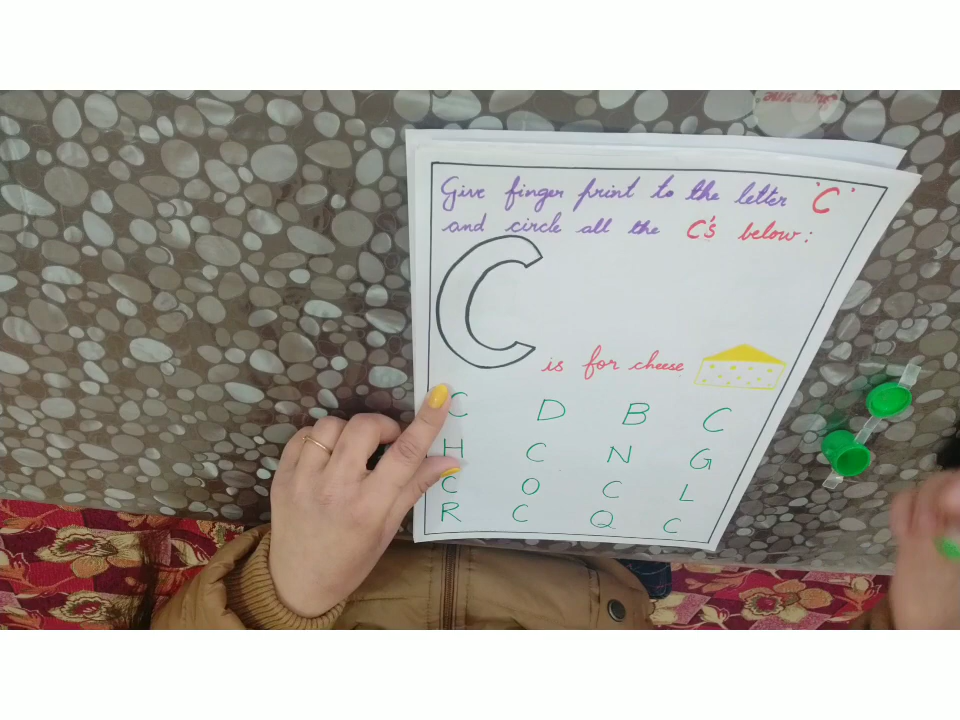 Give finger print to the letter 'C'
and circle all the C's below:
C
is for cheese
C D B C
H C N G
C O C L
R C Q C